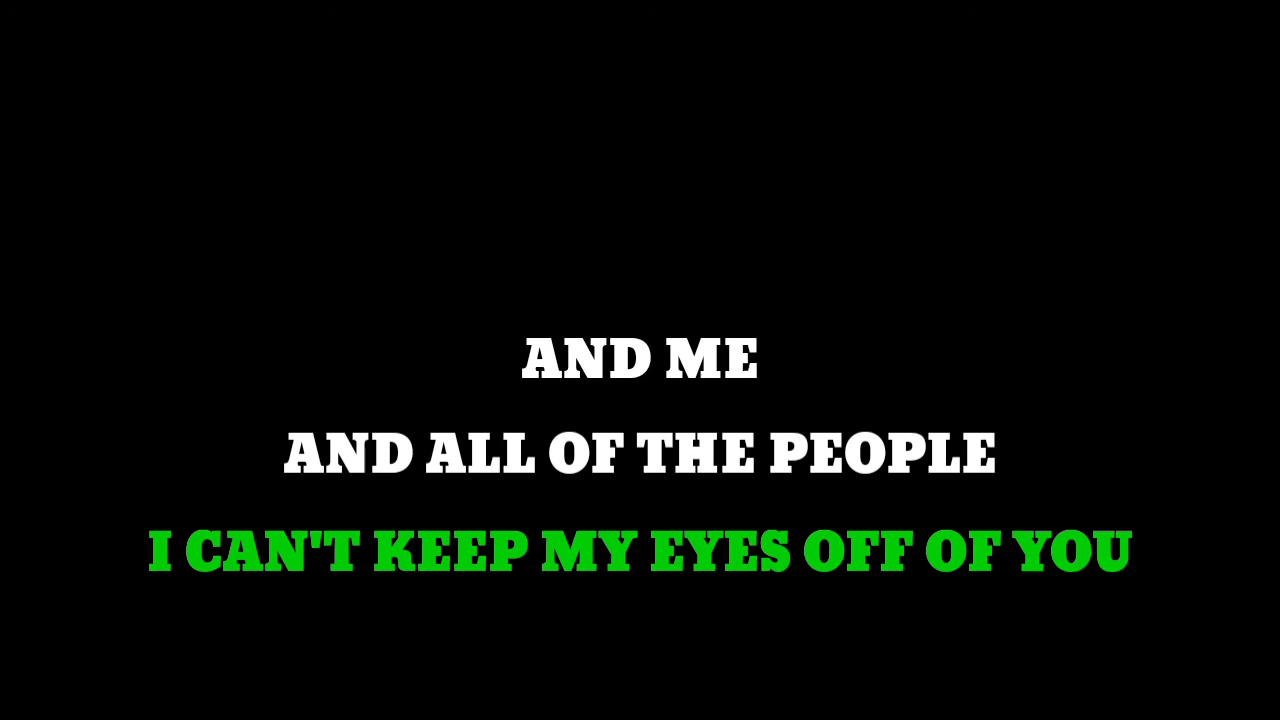 AND ME
AND ALL OF THE PEOPLE
I CAN'T KEEP MY EYES OFF OF YOU